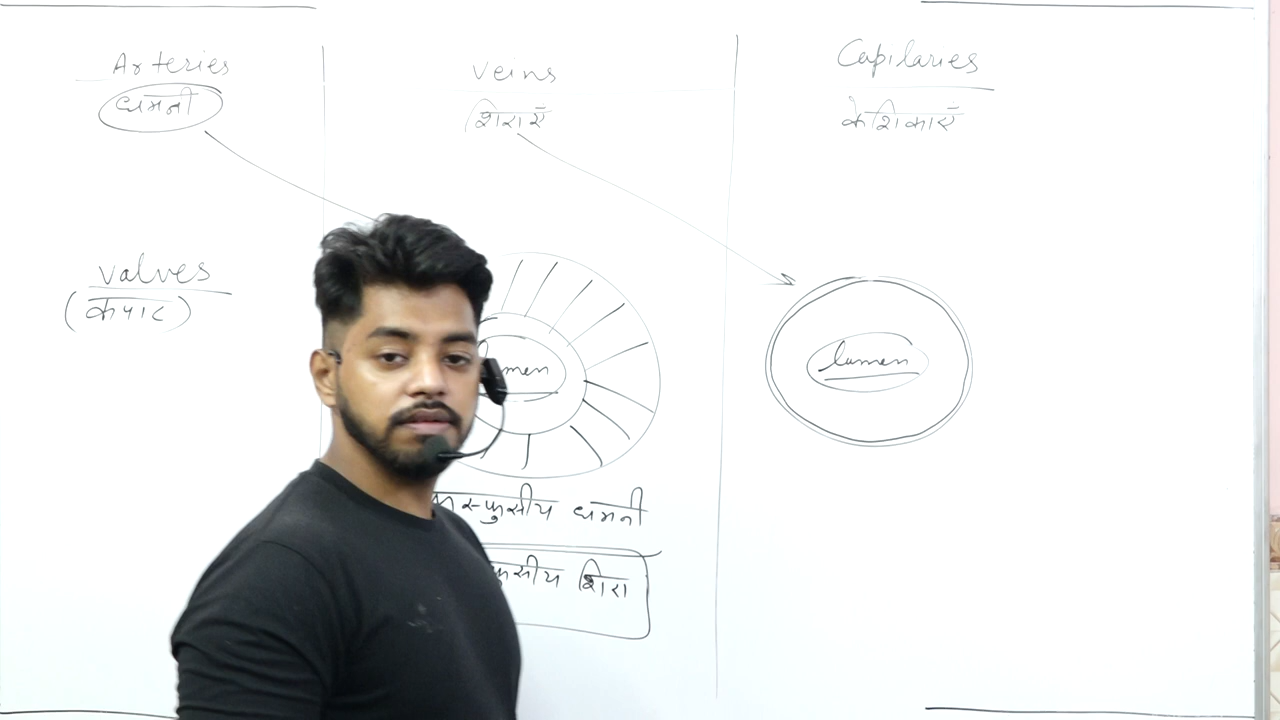 Arteries
धमनी
valves
(कपाट)
Veins
शिराएँ
फुसीय धमनी
फुसीय शिरा
Capilaries
केशिकाएँ
lumen